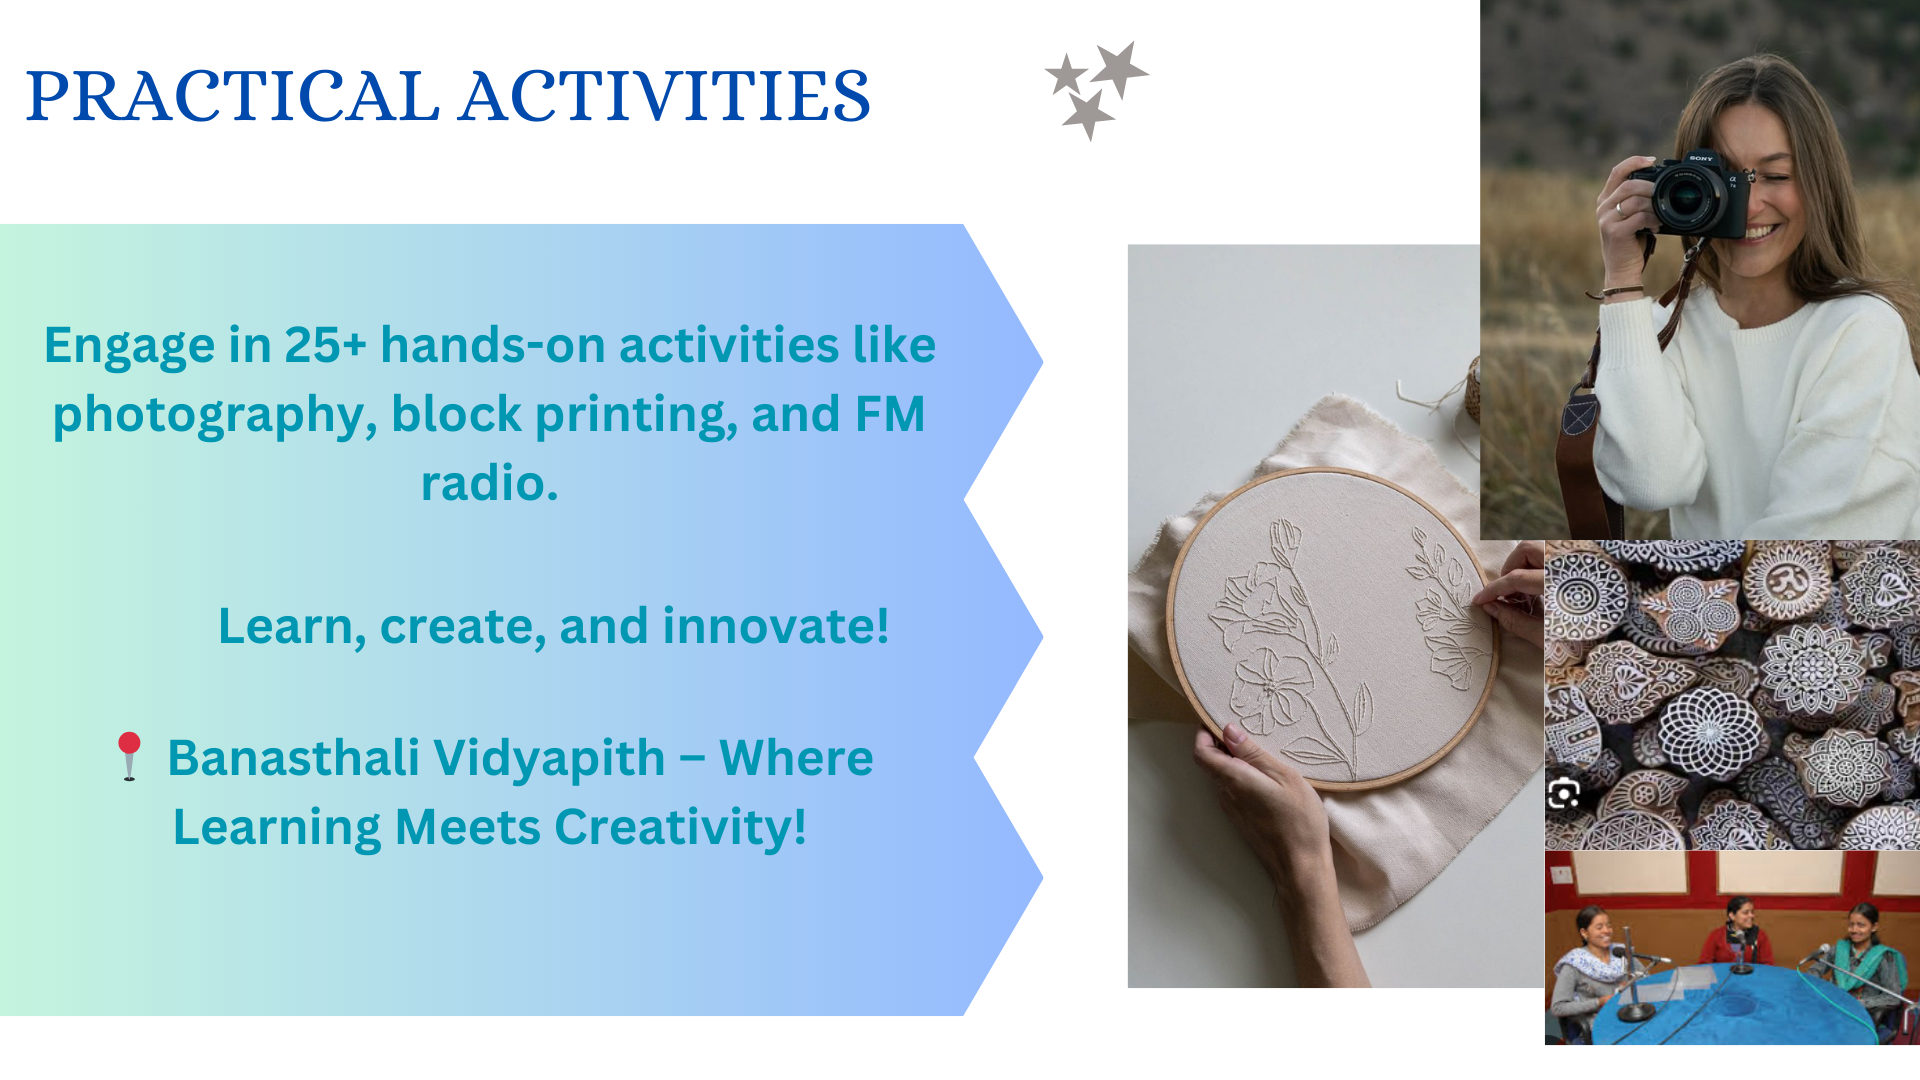 PRACTICAL ACTIVITIES
Engage in 25+ hands-on activities like
photography, block printing, and FM
radio.
Learn, create, and innovate!
📍 Banasthali Vidyapith – Where
Learning Meets Creativity!
SONY